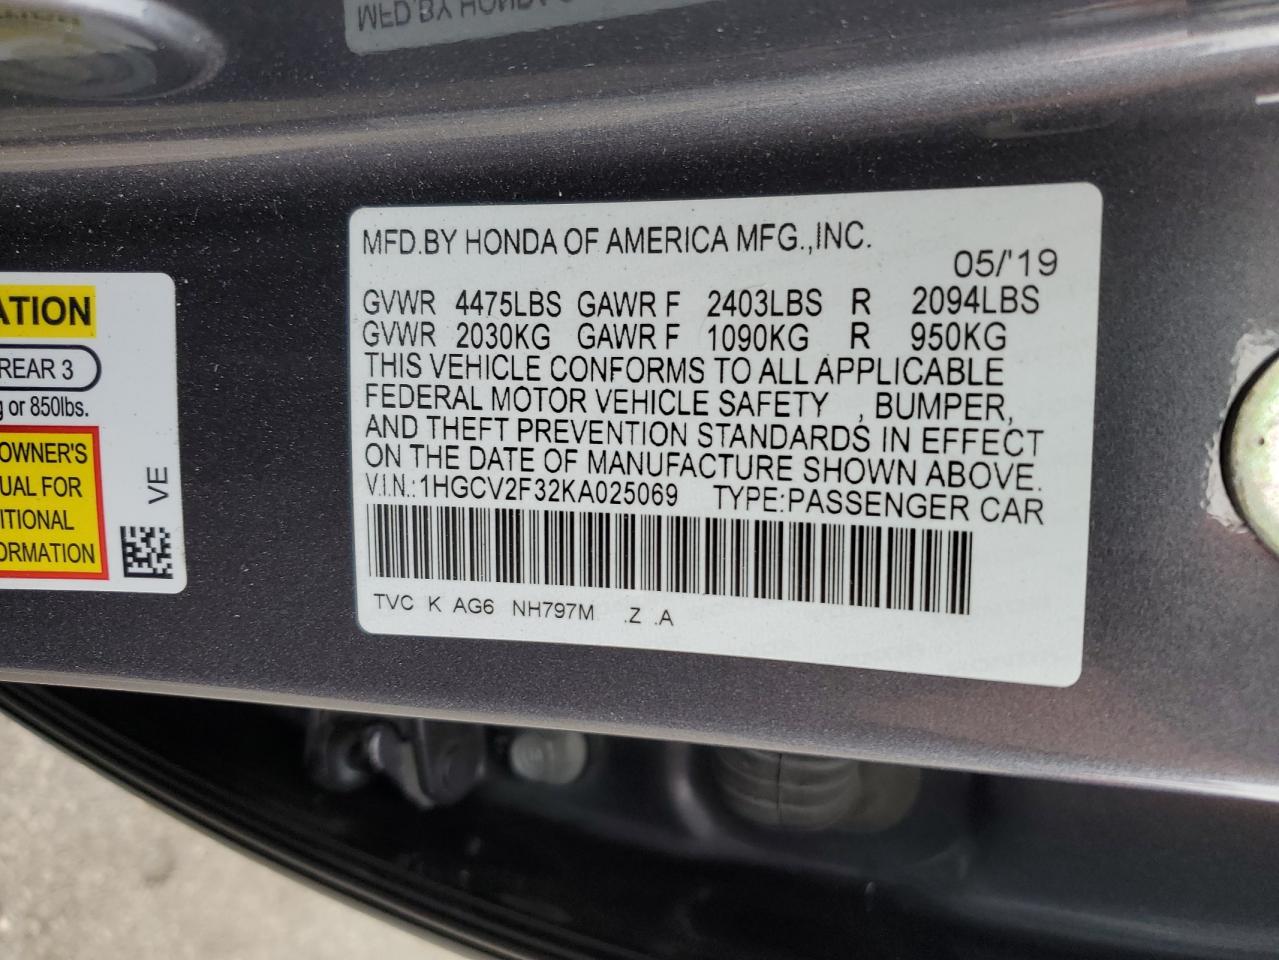 MFD.BY HONDA
MFD.BY HONDA OF AMERICA MFG.,INC.
05/'19
GVWR 4475LBS GAWR F 2403LBS R 2094LBS
GVWR 2030KG GAWR F 1090KG R 950KG
THIS VEHICLE CONFORMS TO ALL APPLICABLE
FEDERAL MOTOR VEHICLE SAFETY , BUMPER,
AND THEFT PREVENTION STANDARDS IN EFFECT
ON THE DATE OF MANUFACTURE SHOWN ABOVE.
V.I.N.: 1HGCV2F32KA025069 TYPE:PASSENGER CAR
TVC K AG6 NH797M .Z .A
ATION
REAR 3
g or 850lbs.
OWNER'S
UAL FOR
ITIONAL
ORMATION
VE